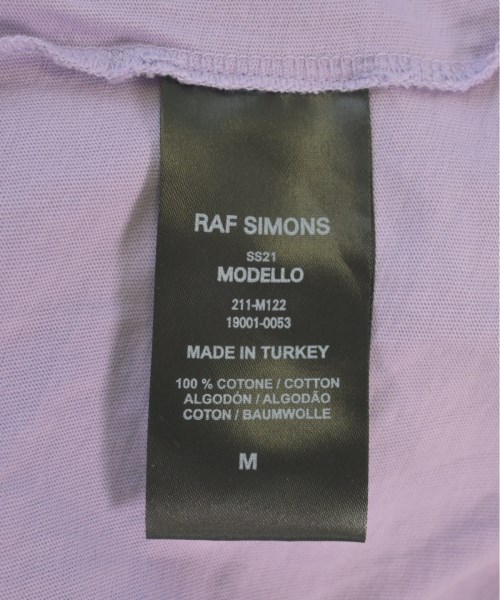 RAF SIMONS
SS21
MODELLO
211-M122
19001-0053
MADE IN TURKEY
100 % COTONE / COTTON
ALGODÓN / ALGODÃO
COTON / BAUMWOLLE
M